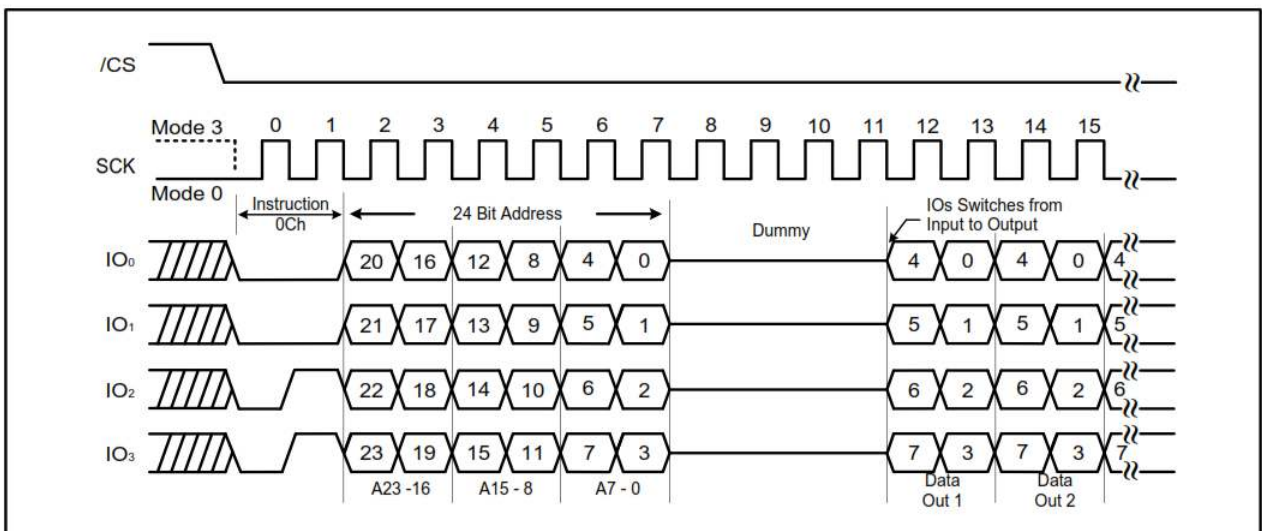 /CS
Mode 3 0 1 2 3 4 5 6 7 8 9 10 11 12 13 14 15
SCK
Mode 0
Instruction
0Ch
24 Bit Address
Dummy
IOs Switches from
Input to Output
IO₀ 20 16 12 8 4 0 4 0 4 0 4
IO₁ 21 17 13 9 5 1 5 1 5 1 5
IO₂ 22 18 14 10 6 2 6 2 6 2 6
IO₃ 23 19 15 11 7 3 7 3 7 3 7
A23 -16 A15 - 8 A7 - 0
Data
Out 1
Data
Out 2